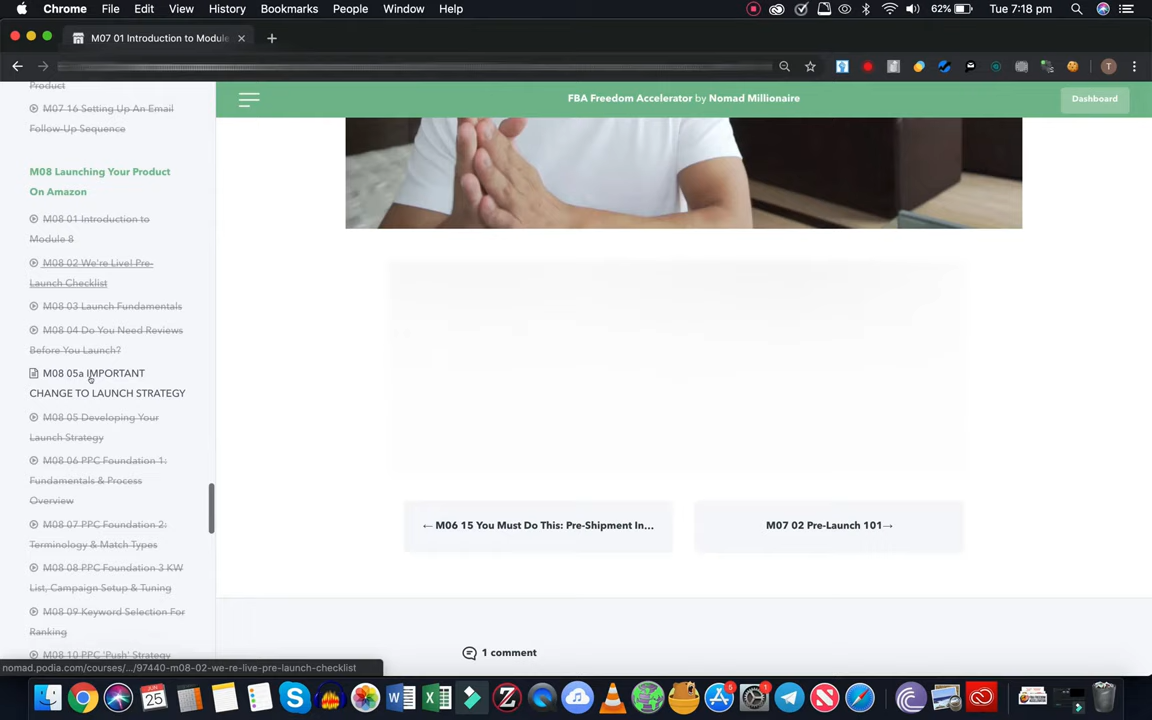 Chrome File Edit View History Bookmarks People Window Help 62% Tue 7:18 pm
M07 01 Introduction to Module
T
FBA Freedom Accelerator by Nomad Millionaire
Dashboard
Product
M07 16 Setting Up An Email
Follow-Up Sequence
M08 Launching Your Product
On Amazon
M08 01 Introduction to
Module 8
M08 02 We're Live! Pre-
Launch Checklist
M08 03 Launch Fundamentals
M08 04 Do You Need Reviews
Before You Launch?
M08 05a IMPORTANT
CHANGE TO LAUNCH STRATEGY
M08 05 Developing Your
Launch Strategy
M08 06 PPC Foundation 1:
Fundamentals & Process
Overview
M08 07 PPC Foundation 2:
Terminology & Match Types
M08 08 PPC Foundation 3 KW
List, Campaign Setup & Tuning
M08 09 Keyword Selection For
Ranking
M08 10 PPC 'Push' Strategy
← M06 15 You Must Do This: Pre-Shipment In...
M07 02 Pre-Launch 101→
1 comment
nomad.podia.com/courses/.../97440-m08-02-we-re-live-pre-launch-checklist
JUN
25